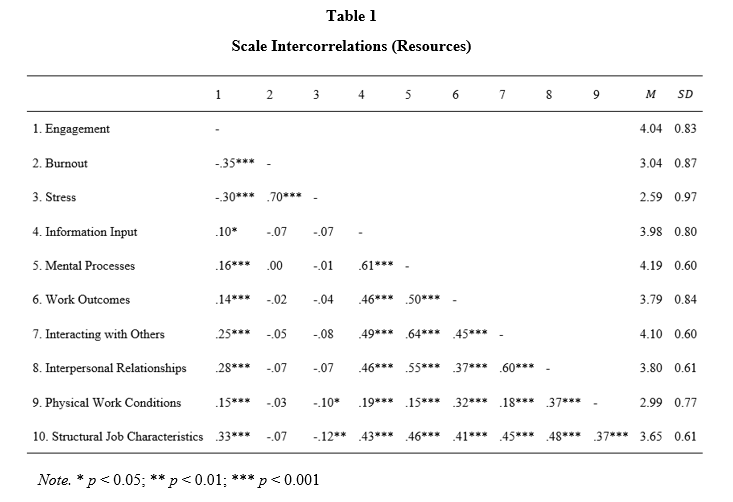 Table 1
Scale Intercorrelations (Resources)
1 2 3 4 5 6 7 8 9 M SD
1. Engagement - 4.04 0.83
2. Burnout -.35*** - 3.04 0.87
3. Stress -.30*** .70*** - 2.59 0.97
4. Information Input .10* -.07 -.07 - 3.98 0.80
5. Mental Processes .16*** .00 -.01 .61*** - 4.19 0.60
6. Work Outcomes .14*** -.02 -.04 .46*** .50*** - 3.79 0.84
7. Interacting with Others .25*** -.05 -.08 .49*** .64*** .45*** - 4.10 0.60
8. Interpersonal Relationships .28*** -.07 -.07 .46*** .55*** .37*** .60*** - 3.80 0.61
9. Physical Work Conditions .15*** -.03 -.10* .19*** .15*** .32*** .18*** .37*** - 2.99 0.77
10. Structural Job Characteristics .33*** -.07 -.12** .43*** .46*** .41*** .45*** .48*** .37*** 3.65 0.61
Note. * p < 0.05; ** p < 0.01; *** p < 0.001